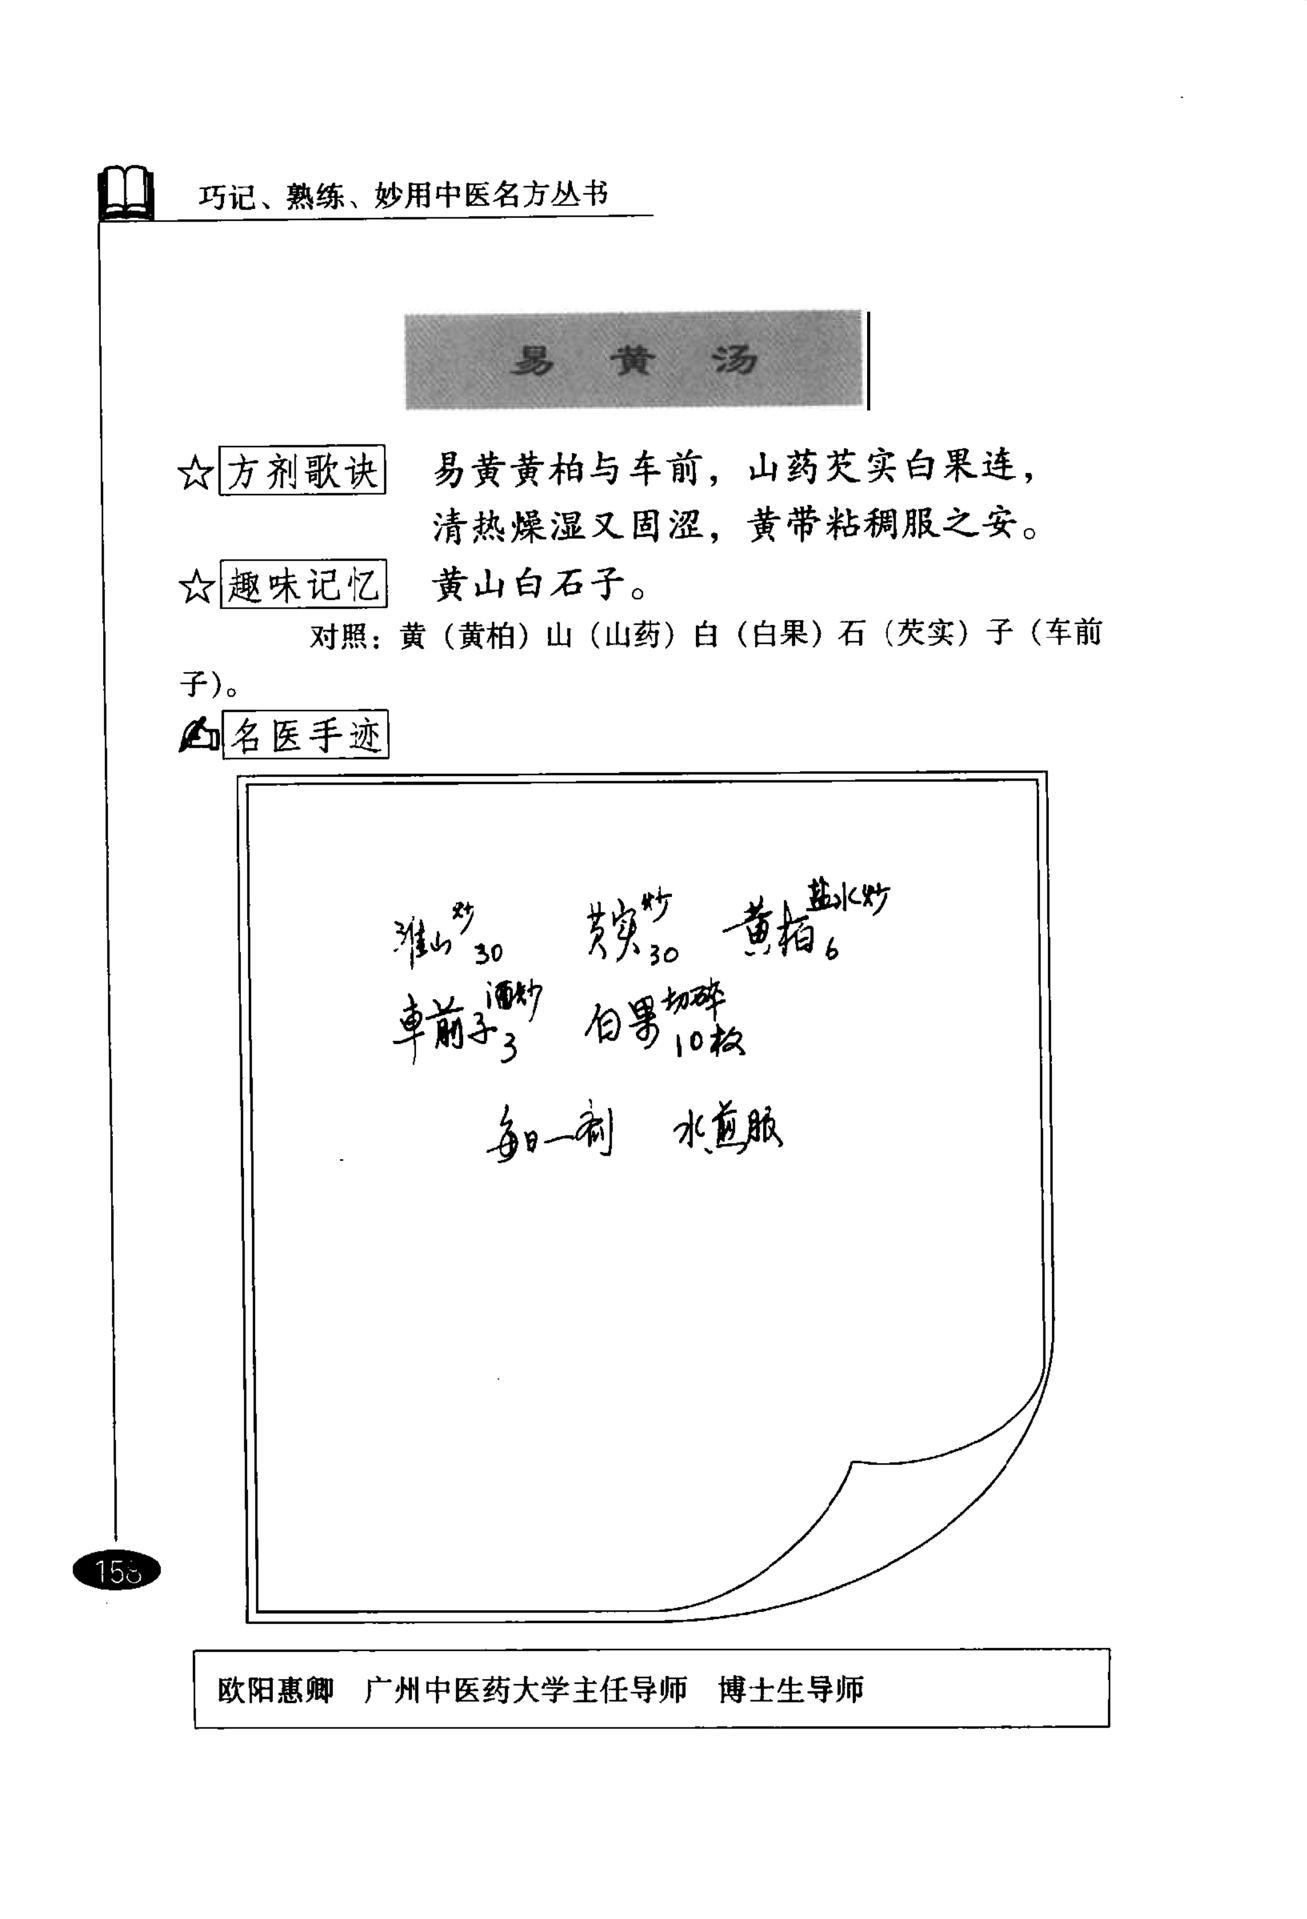 巧记、熟练、妙用中医名方丛书
易黄汤
☆方剂歌诀 易黄黄柏与车前，山药芡实白果连，
清热燥湿又固涩，黄带粘稠服之安。
☆趣味记忆 黄山白石子。
对照：黄（黄柏）山（山药）白（白果）石（芡实）子（车前
子）。
名医手迹
淮山炒30 芡实炒30 黄柏盐水炒6
车前子酒炒3 白果切碎10枚
每日一剂 水煎服
158
欧阳惠卿 广州中医药大学主任导师 博士生导师